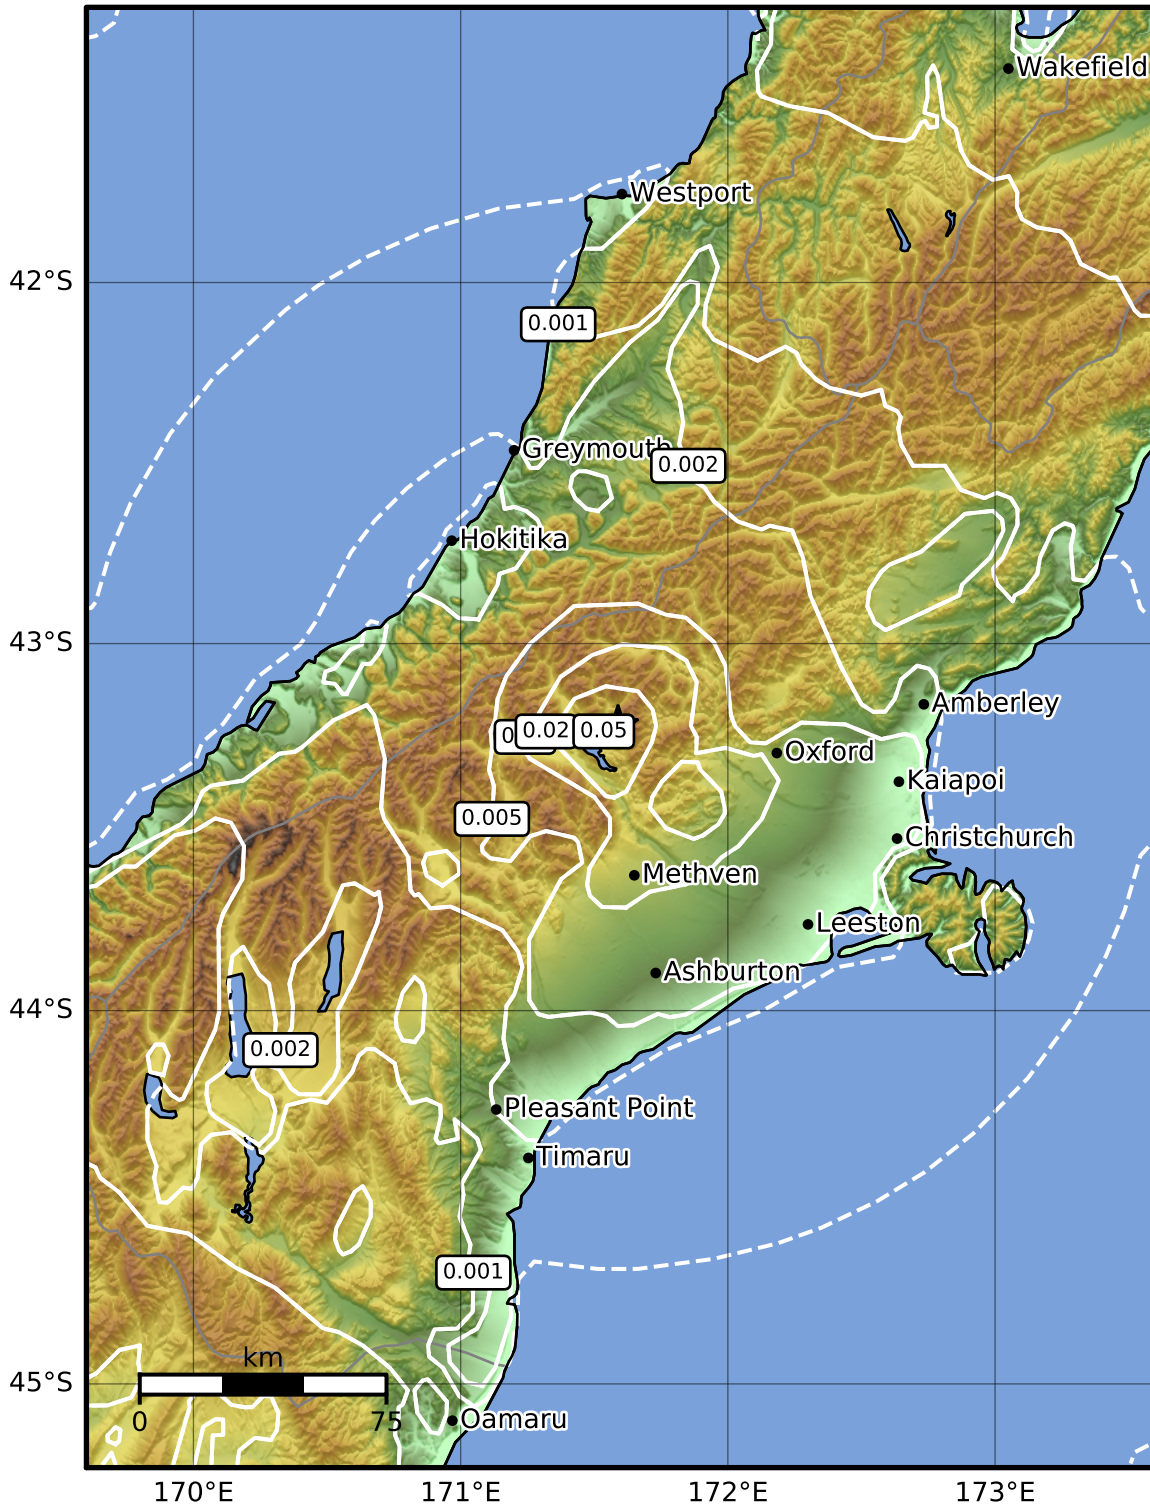 Wakefield
Westport
42°S
0.001
Greymouth
0.002
Hokitika
43°S
Amberley
0.02
0.05
Oxford
Kaiapoi
0.005
Christchurch
Methven
Leeston
Ashburton
44°S
0.002
Pleasant Point
Timaru
0.001
km
45°S
0
75
Oamaru
170°E
171°E
172°E
173°E